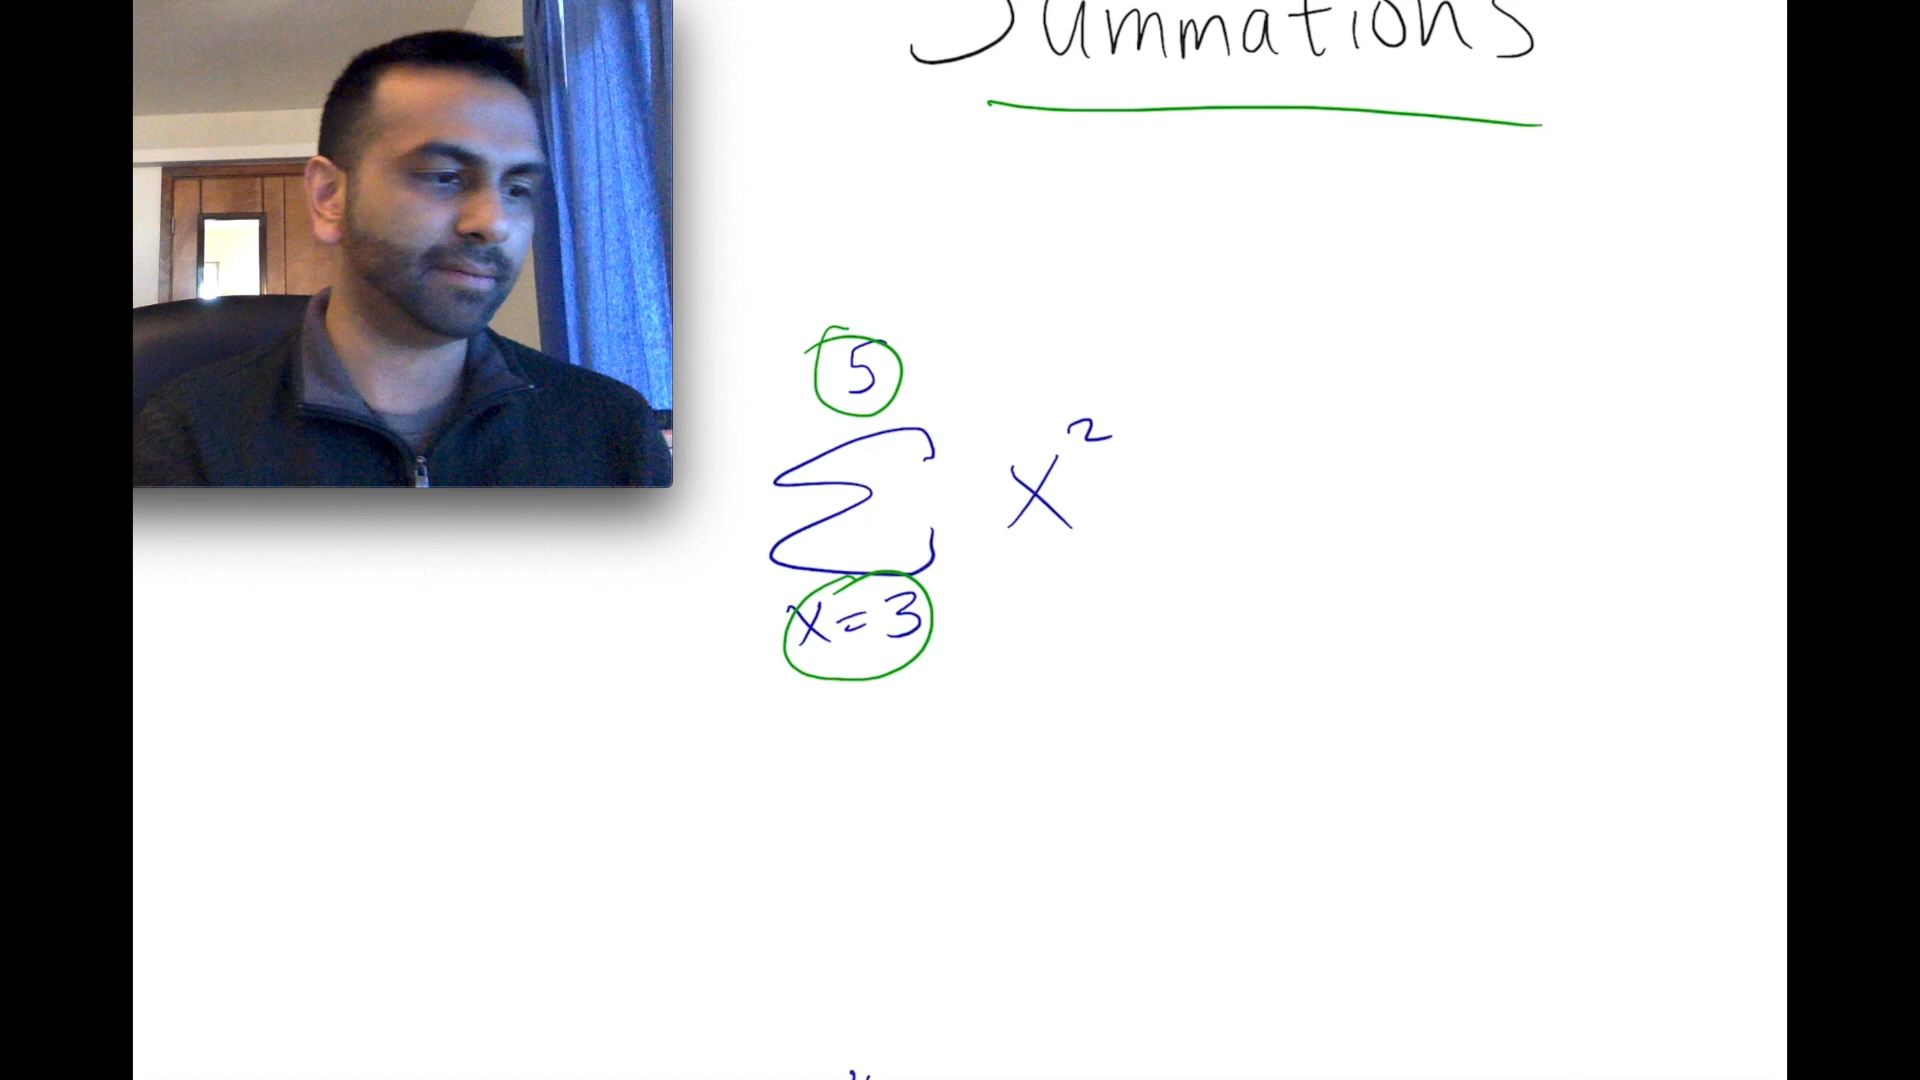 Summations
5
Σ x²
x=3